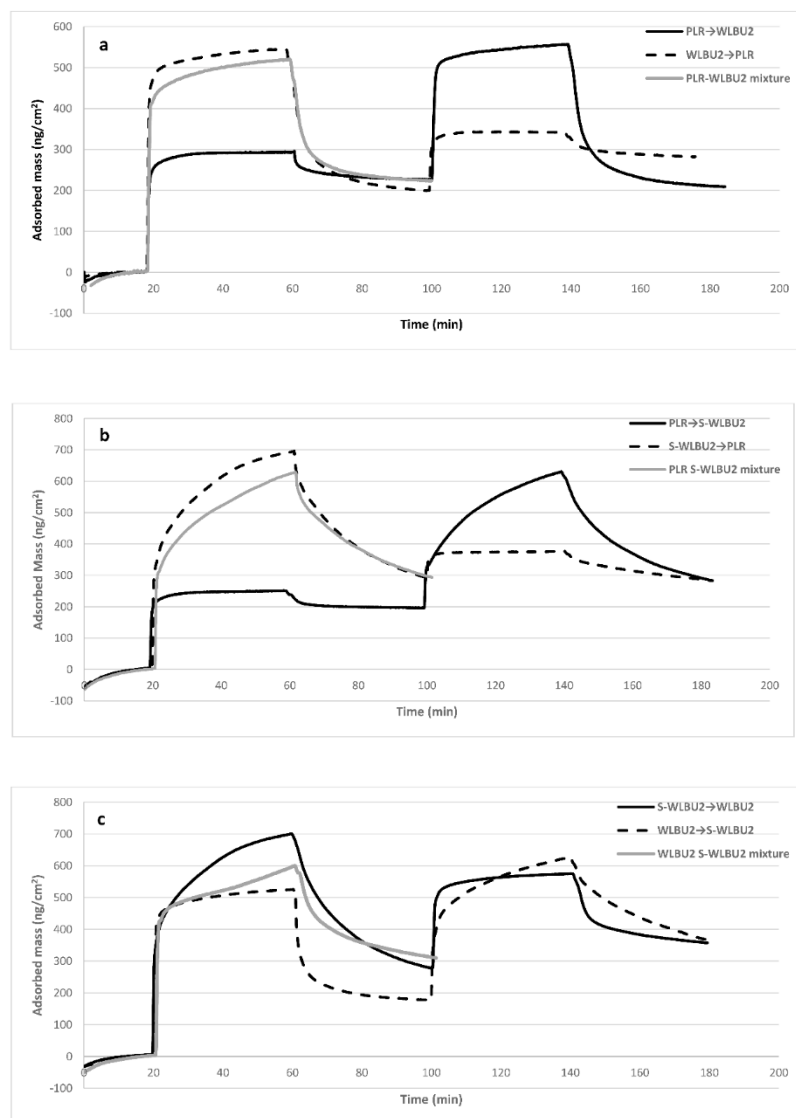 a
PLR→WLBU2
WLBU2→PLR
PLR-WLBU2 mixture
Adsorbed mass (ng/cm²)
600
500
400
300
200
100
0
-100
0 20 40 60 80 100 120 140 160 180 200
Time (min)
b
PLR→S-WLBU2
S-WLBU2→PLR
PLR S-WLBU2 mixture
Adsorbed Mass (ng/cm²)
800
700
600
500
400
300
200
100
0
-100
0 20 40 60 80 100 120 140 160 180 200
Time (min)
c
S-WLBU2→WLBU2
WLBU2→S-WLBU2
WLBU2 S-WLBU2 mixture
Adsorbed mass (ng/cm²)
800
700
600
500
400
300
200
100
0
-100
0 20 40 60 80 100 120 140 160 180 200
Time (min)